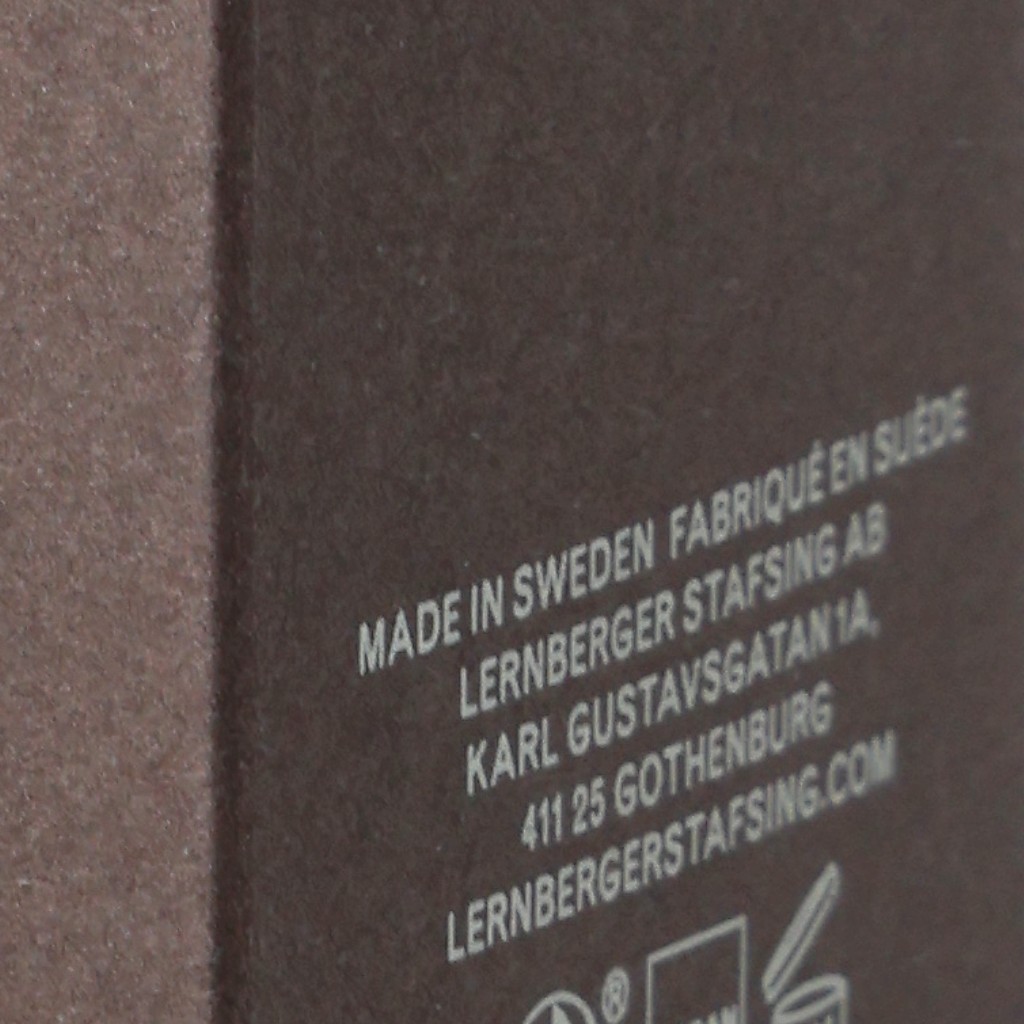 MADE IN SWEDEN FABRIQUÉ EN SUÈDE
LERNBERGER STAFSING AB
KARL GUSTAVSGATAN 1A,
411 25 GOTHENBURG
LERNBERGERSTAFSING.COM
®